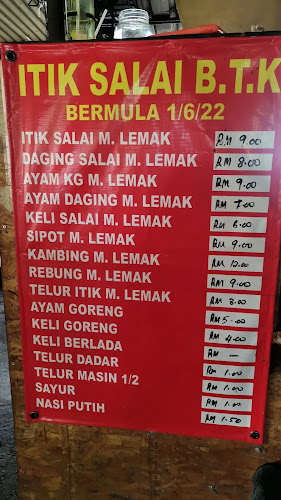 ITIK SALAI B.T.K
BERMULA 1/6/22
ITIK SALAI M. LEMAK RM 9.00
DAGING SALAI M. LEMAK RM 8.00
AYAM KG M. LEMAK RM 9.00
AYAM DAGING M. LEMAK RM 7.00
KELI SALAI M. LEMAK RM 6.00
SIPOT M. LEMAK RM 9.00
KAMBING M. LEMAK RM 12.00
REBUNG M. LEMAK RM 9.00
TELUR ITIK M. LEMAK RM 3.00
AYAM GORENG RM 5.00
KELI GORENG RM 4.00
KELI BERLADA RM —
TELUR DADAR RM 1.00
TELUR MASIN 1/2 RM 1.00
SAYUR RM 1.00
NASI PUTIH RM 1.50